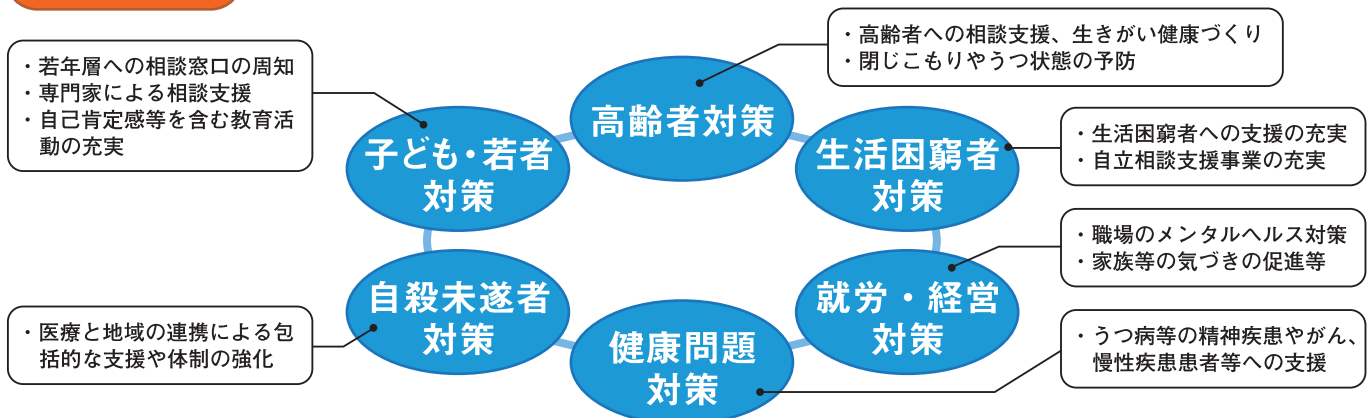 ・高齢者への相談支援、生きがい健康づくり
・閉じこもりやうつ状態の予防
・若年層への相談窓口の周知
・専門家による相談支援
・自己肯定感等を含む教育活
動の充実
高齢者対策
子ども・若者
対策
生活困窮者
対策
・生活困窮者への支援の充実
・自立相談支援事業の充実
・職場のメンタルヘルス対策
・家族等の気づきの促進等
自殺未遂者
対策
就労・経営
対策
・医療と地域の連携による包
括的な支援や体制の強化
健康問題
対策
・うつ病等の精神疾患やがん、
慢性疾患患者等への支援